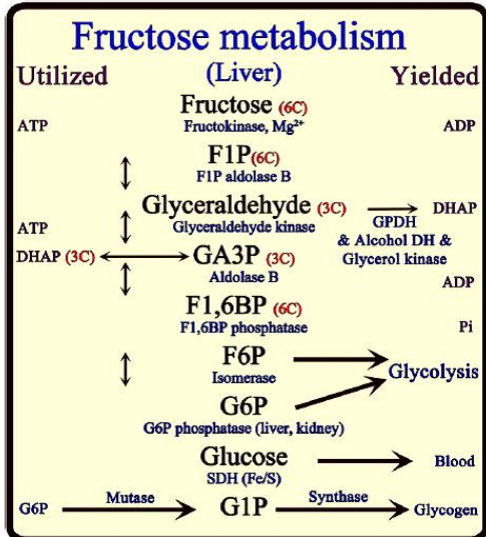 Fructose metabolism
Utilized (Liver) Yielded
Fructose (6C)
ATP Fructokinase, Mg²⁺ ADP
F1P(6C)
F1P aldolase B
Glyceraldehyde (3C) DHAP
ATP Glyceraldehyde kinase GPDH
& Alcohol DH &
Glycerol kinase
DHAP (3C) GA3P (3C)
Aldolase B ADP
F1,6BP (6C)
F1,6BP phosphatase Pi
F6P Glycolysis
Isomerase
G6P
G6P phosphatase (liver, kidney)
Glucose Blood
SDH (Fe/S)
G6P Mutase G1P Synthase Glycogen